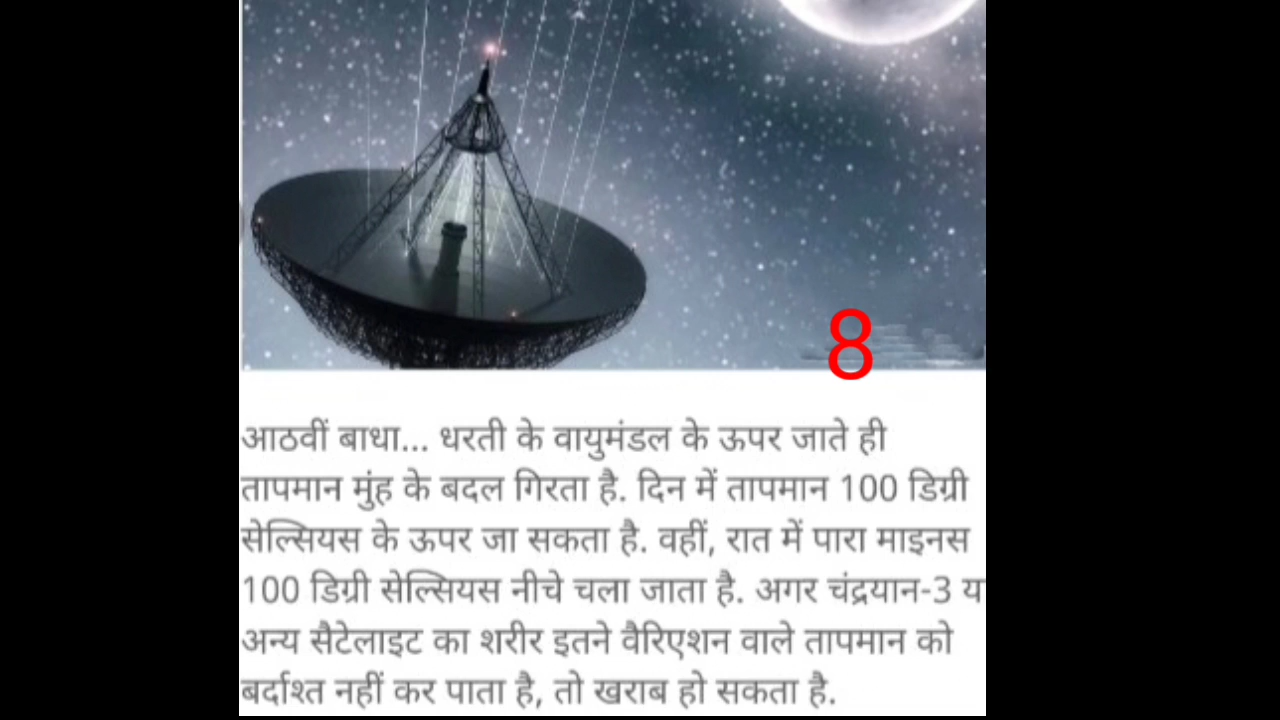 8
आठवीं बाधा... धरती के वायुमंडल के ऊपर जाते ही
तापमान मुंह के बदल गिरता है. दिन में तापमान 100 डिग्री
सेल्सियस के ऊपर जा सकता है. वहीं, रात में पारा माइनस
100 डिग्री सेल्सियस नीचे चला जाता है. अगर चंद्रयान-3
अन्य सैटेलाइट का शरीर इतने वैरिएशन वाले तापमान को
बर्दाश्त नहीं कर पाता है, तो खराब हो सकता है.